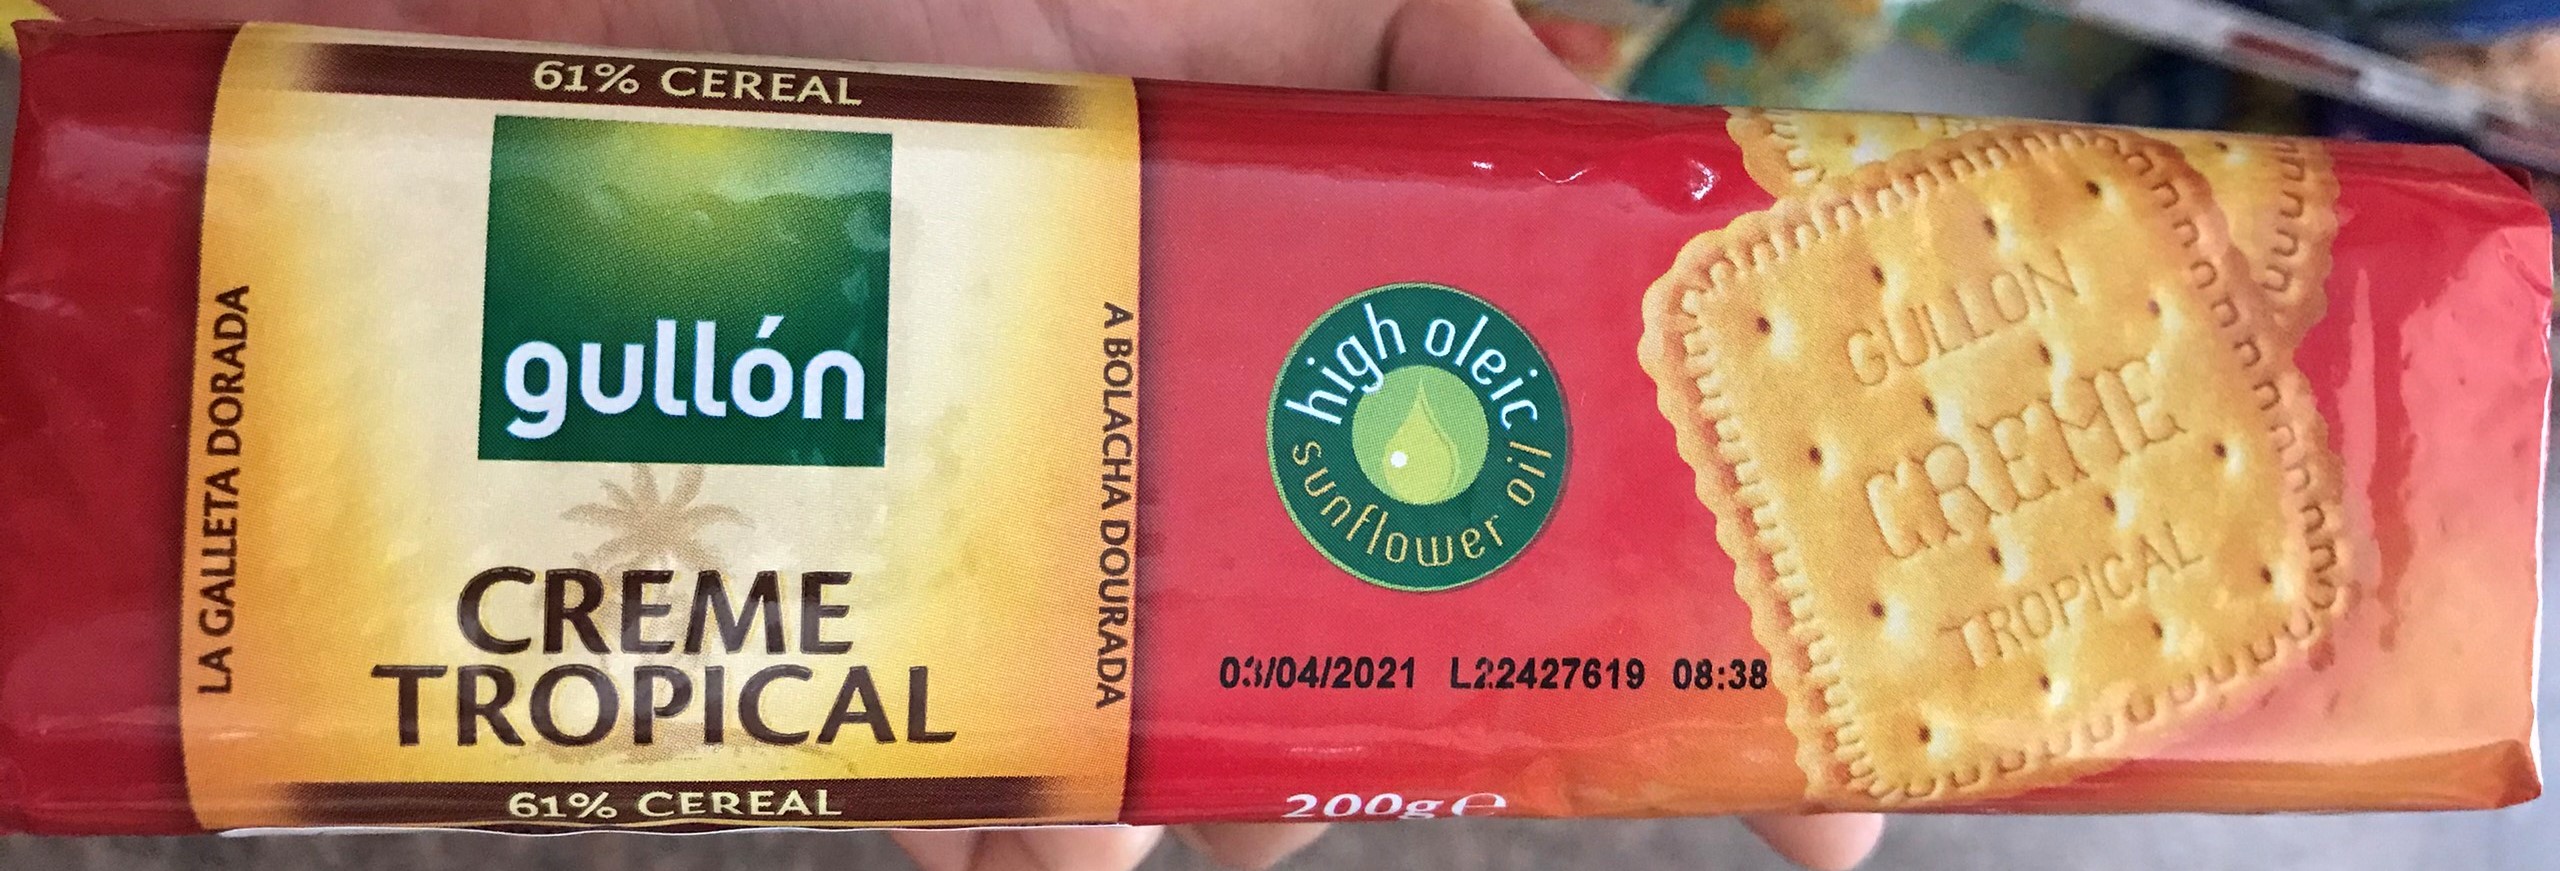 61% CEREAL
gullón
LA GALLETA DORADA
A BOLACHA DOURADA
CREME
TROPICAL
61% CEREAL
high oleic
sunflower oil
03/04/2021 L22427619 08:38
200g e
GULLON
CREME
TROPICAL